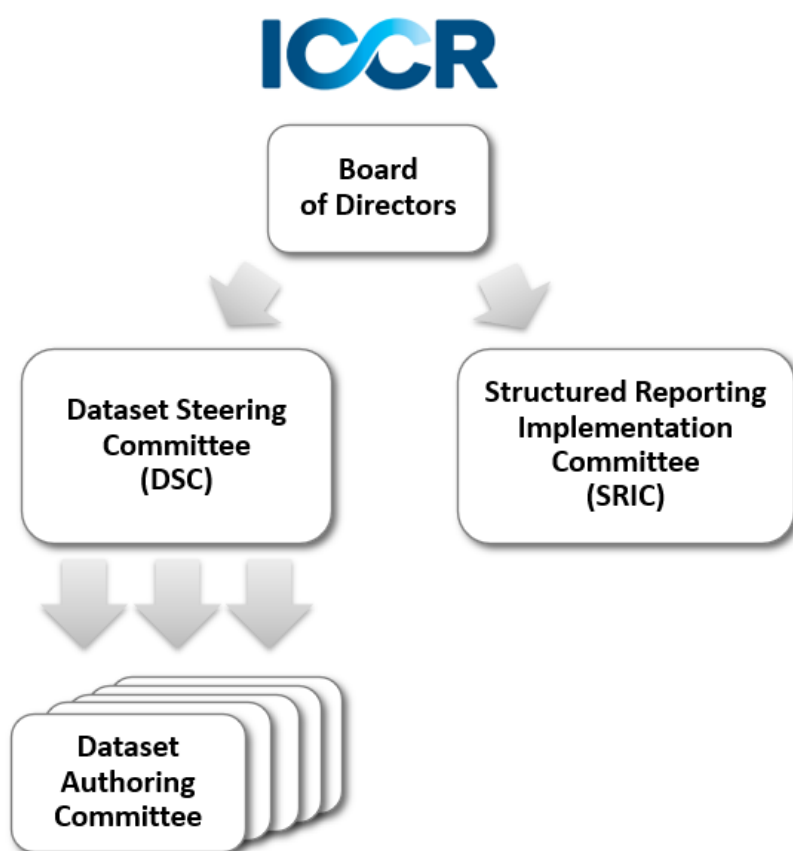 ICCR
Board
of Directors
Dataset Steering
Committee
(DSC)
Structured Reporting
Implementation
Committee
(SRIC)
Dataset
Authoring
Committee